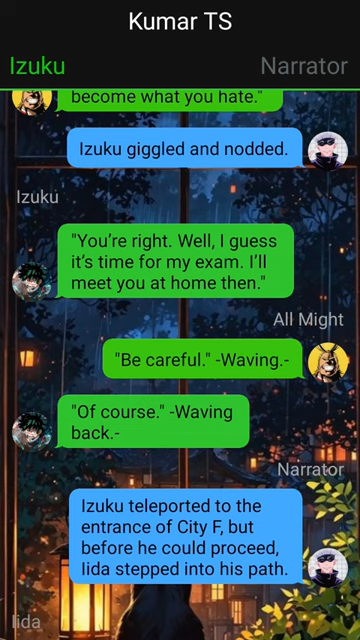 Kumar TS
Izuku
Narrator
become what you hate."
Izuku giggled and nodded.
Izuku
"You’re right. Well, I guess
it’s time for my exam. I’ll
meet you at home then."
All Might
"Be careful." -Waving.-
"Of course." -Waving
back.-
Narrator
Izuku teleported to the
entrance of City F, but
before he could proceed,
Iida stepped into his path.
Iida